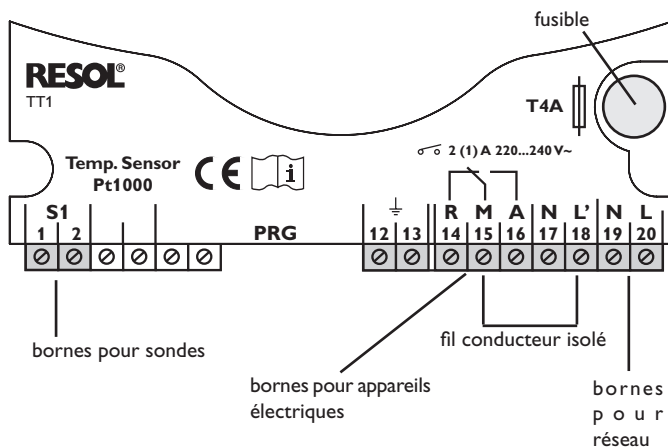 fusible
RESOL®
TT1
T4A
2 (1) A 220...240 V~
Temp. Sensor
Pt1000
CE i
S1
R M A N L' N L
1 2 PRG 12 13 14 15 16 17 18 19 20
bornes pour sondes
fil conducteur isolé
bornes pour appareils
électriques
bornes
pour
réseau